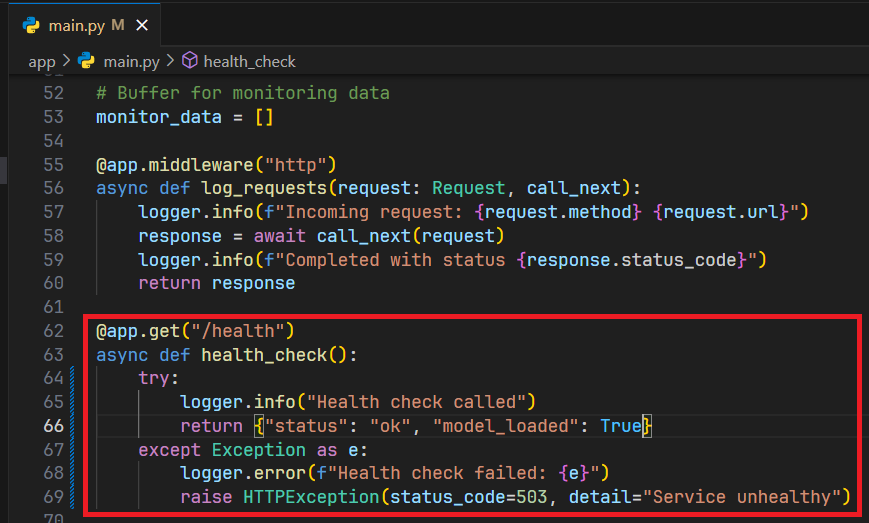 main.py M ×
app > main.py > health_check
52 # Buffer for monitoring data
53 monitor_data = []
54
55 @app.middleware("http")
56 async def log_requests(request: Request, call_next):
57     logger.info(f"Incoming request: {request.method} {request.url}")
58     response = await call_next(request)
59     logger.info(f"Completed with status {response.status_code}")
60     return response
61
62 @app.get("/health")
63 async def health_check():
64     try:
65         logger.info("Health check called")
66         return {"status": "ok", "model_loaded": True}
67     except Exception as e:
68         logger.error(f"Health check failed: {e}")
69         raise HTTPException(status_code=503, detail="Service unhealthy")